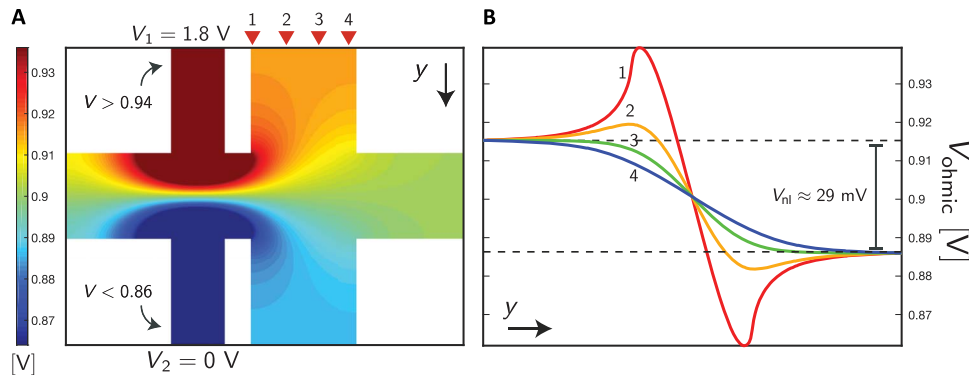 A
V₁ = 1.8 V
1 2 3 4
0.93
0.92
0.91
0.9
0.89
0.88
0.87
[V]
V > 0.94
y
V < 0.86
V₂ = 0 V
B
1
2
3
4
Vₙₗ ≈ 29 mV
y
0.93
0.92
0.91
0.9
0.89
0.88
0.87
V ohmic [V]